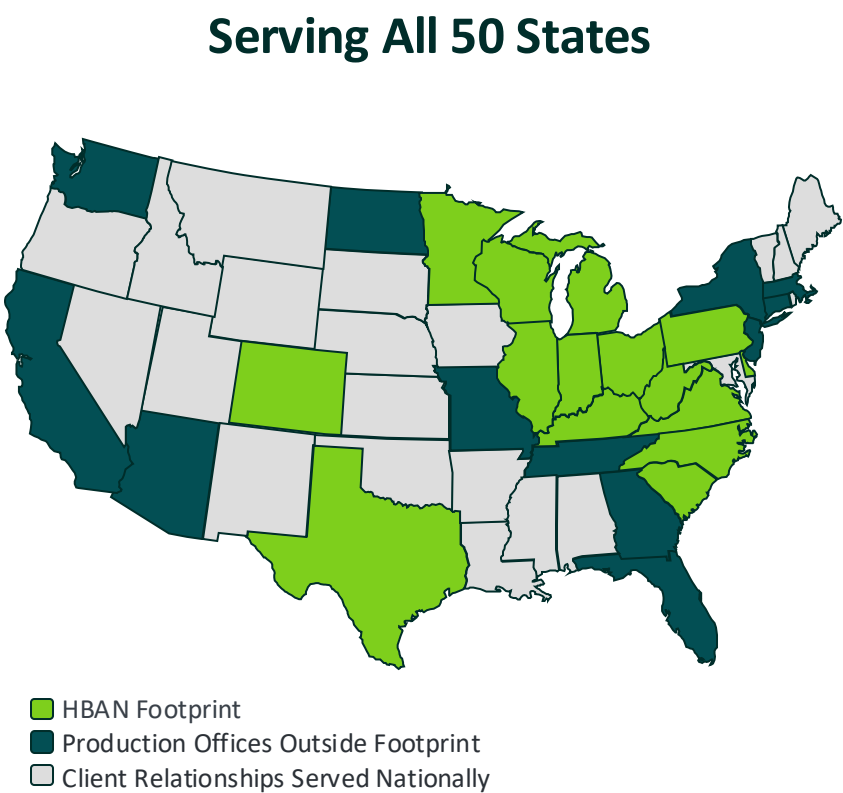 Serving All 50 States
HBAN Footprint
Production Offices Outside Footprint
Client Relationships Served Nationally